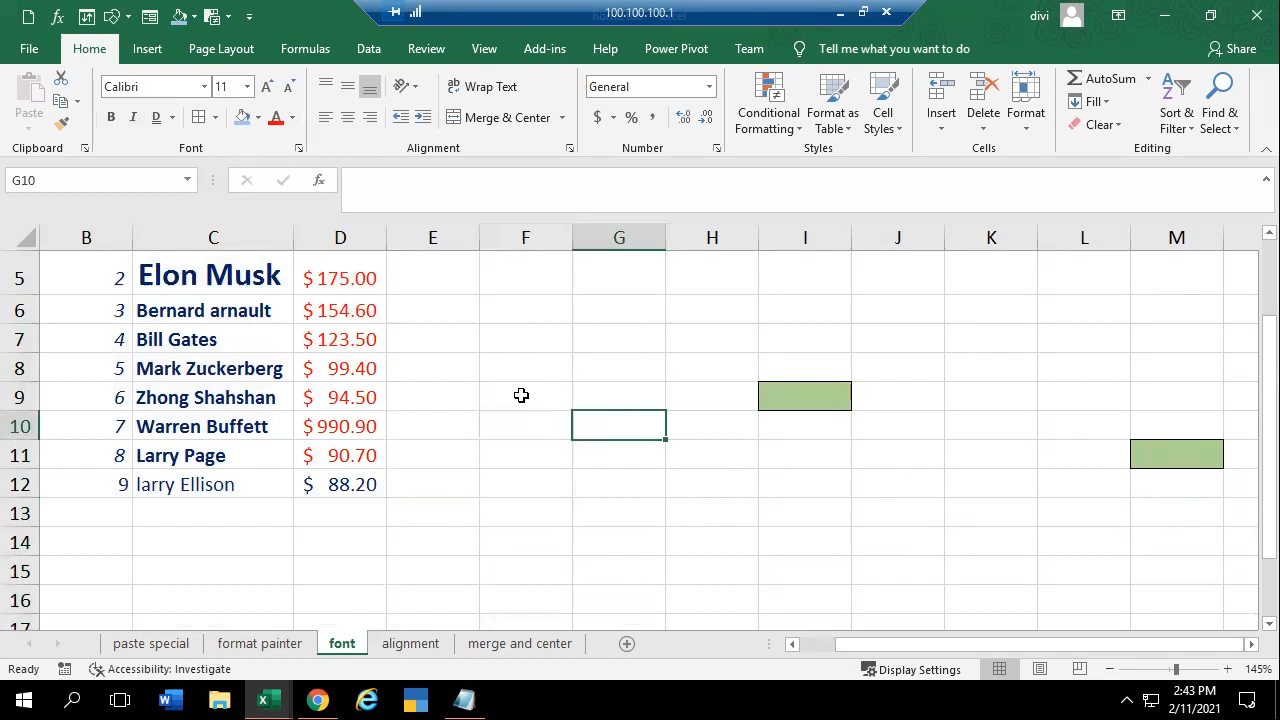 100.100.100.1
divi
File Home Insert Page Layout Formulas Data Review View Add-ins Help Power Pivot Team Tell me what you want to do Share
Paste
Clipboard
Calibri 11
B I D
Font
Wrap Text
Merge & Center
Alignment
General
$ % ,
Number
Conditional Formatting
Format as Table
Cell Styles
Styles
Insert Delete Format
Cells
AutoSum
Fill
Clear
Sort & Filter
Find & Select
Editing
G10 fx
B C D E F G H I J K L M
5 2 Elon Musk $ 175.00
6 3 Bernard arnault $ 154.60
7 4 Bill Gates $ 123.50
8 5 Mark Zuckerberg $ 99.40
9 6 Zhong Shahshan $ 94.50
10 7 Warren Buffett $ 990.90
11 8 Larry Page $ 90.70
12 9 larry Ellison $ 88.20
13
14
15
16
17
paste special format painter font alignment merge and center
Ready Accessibility: Investigate Display Settings 145%
2:43 PM
2/11/2021